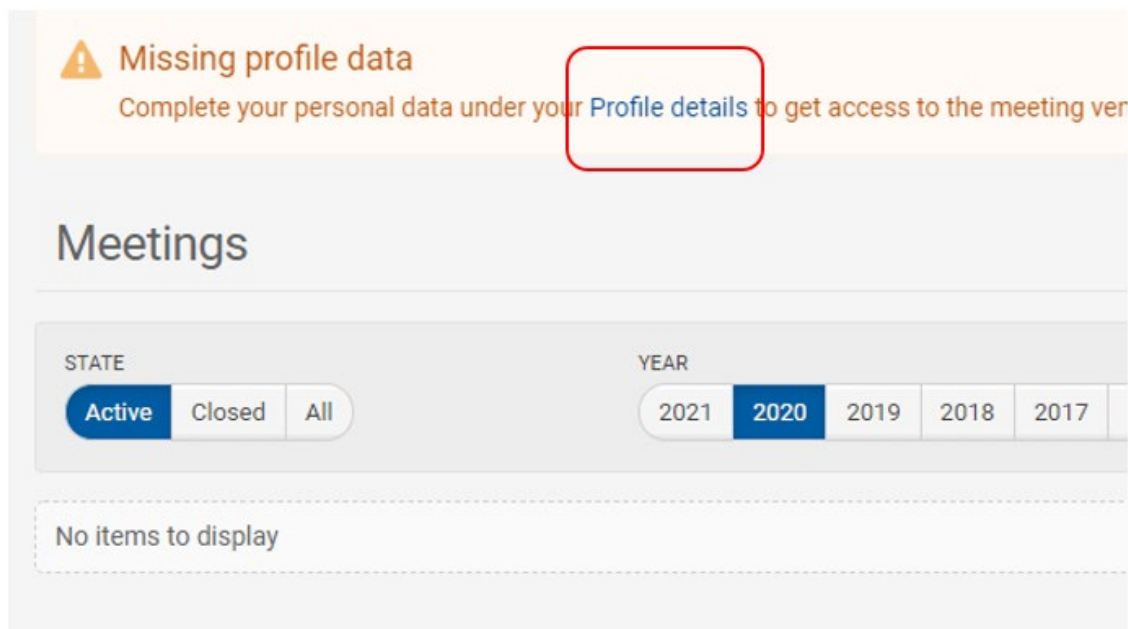 Missing profile data
Complete your personal data under your Profile details to get access to the meeting
Meetings
STATE
YEAR
Active Closed All
2021 2020 2019 2018 2017
No items to display